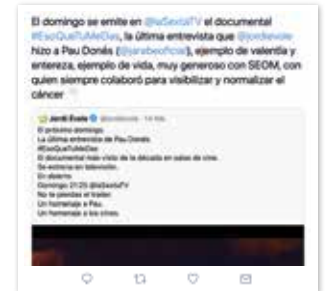 El domingo se emite en @laSextaTV el documental
#EsoQueTuMeDas, la última entrevista que @jordievole
hizo a Pau Donés (@jarabeoficial), ejemplo de valentía y
entereza, ejemplo de vida, muy generoso con SEOM, con
quien siempre colaboró para visibilizar y normalizar el
cáncer
Jordi Évole @jordievole
El próximo domingo.
La última entrevista de Pau Donés.
#EsoQueTuMeDas
El documental más visto de la década en salas de cine.
Se estrena en televisión.
En abierto.
Domingo 21:25 @laSextaTV
No te pierdas el tráiler.
Un homenaje a Pau.
Un homenaje a los cines.